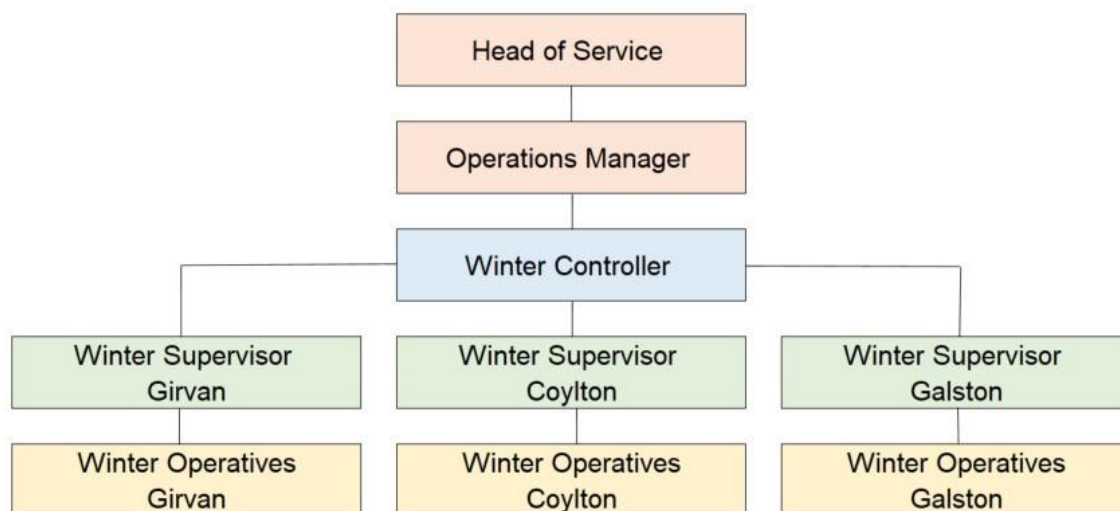 Head of Service
Operations Manager
Winter Controller
Winter Supervisor
Girvan
Winter Supervisor
Coylton
Winter Supervisor
Galston
Winter Operatives
Girvan
Winter Operatives
Coylton
Winter Operatives
Galston